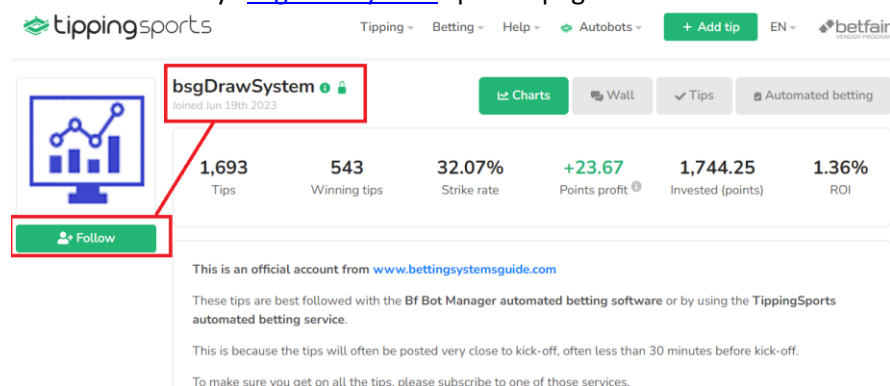 tippingsports
Tipping Betting Help Autobots + Add tip EN betfair
VENDOR PROGRAM
bsgDrawSystem
Joined Jun 19th 2023
Charts Wall Tips Automated betting
1,693 543 32.07% +23.67 1,744.25 1.36%
Tips Winning tips Strike rate Points profit Invested (points) ROI
Follow
This is an official account from www.bettingsystemsguide.com
These tips are best followed with the Bf Bot Manager automated betting software or by using the TippingSports
automated betting service.
This is because the tips will often be posted very close to kick-off, often less than 30 minutes before kick-off.
To make sure you get on all the tips, please subscribe to one of those services.